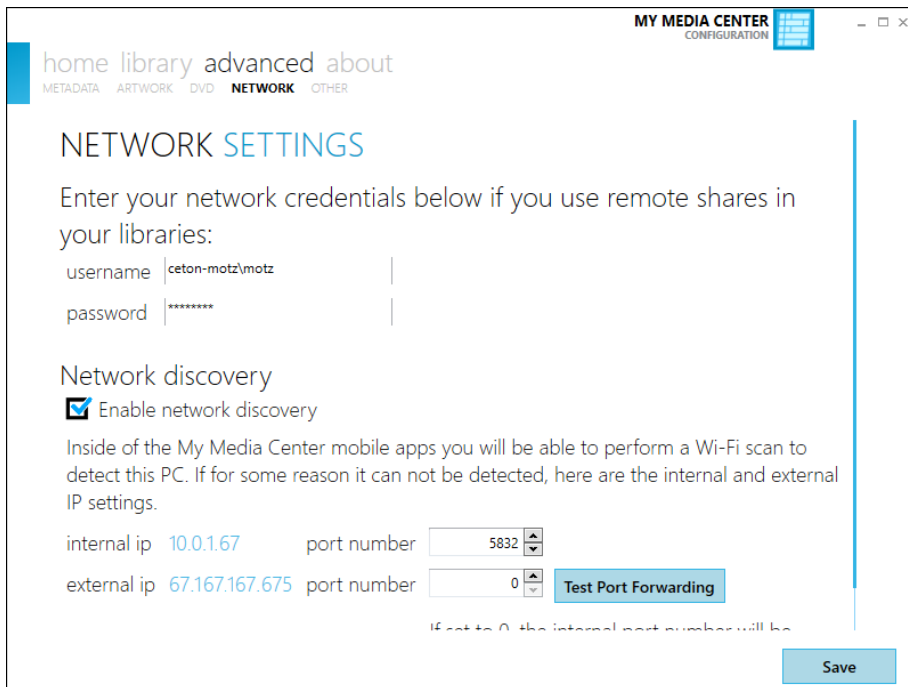 MY MEDIA CENTER
CONFIGURATION
home library advanced about
METADATA ARTWORK DVD NETWORK OTHER
NETWORK SETTINGS
Enter your network credentials below if you use remote shares in
your libraries:
username ceton-motz\motz
password ********
Network discovery
Enable network discovery
Inside of the My Media Center mobile apps you will be able to perform a Wi-Fi scan to
detect this PC. If for some reason it can not be detected, here are the internal and external
IP settings.
internal ip 10.0.1.67 port number 5832
external ip 67.167.167.675 port number 0 Test Port Forwarding
If set to 0, the internal port number will be
Save